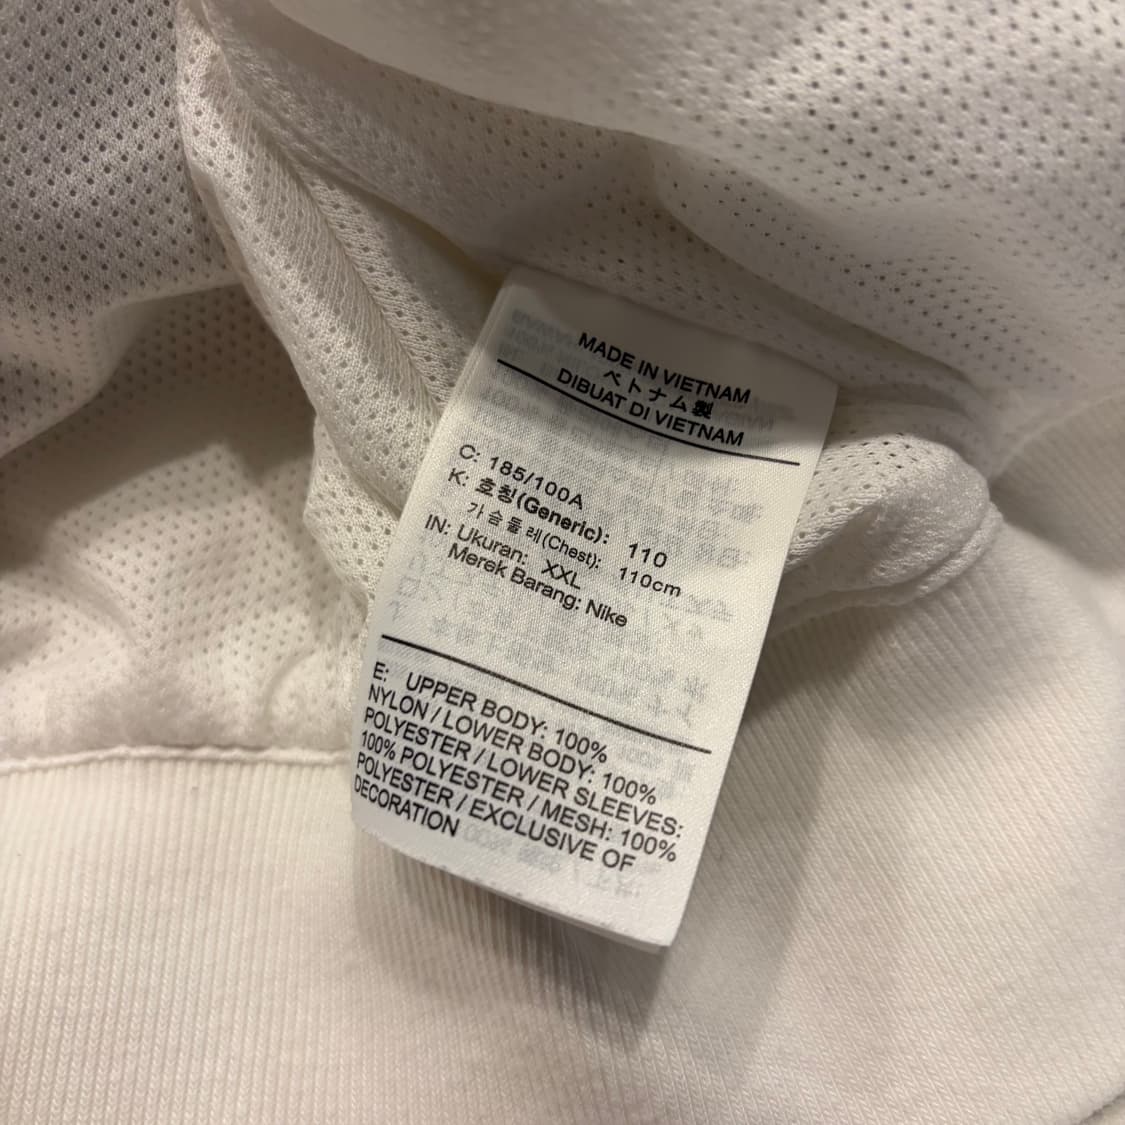 MADE IN VIETNAM
ベトナム製
DIBUAT DI VIETNAM
C: 185/100A
K: 호칭(Generic): 110
가슴둘레(Chest): 110cm
IN: Ukuran: XXL
Merek Barang: Nike
E: UPPER BODY: 100%
NYLON / LOWER BODY: 100%
POLYESTER / LOWER SLEEVES:
100% POLYESTER / MESH: 100%
POLYESTER / EXCLUSIVE OF
DECORATION